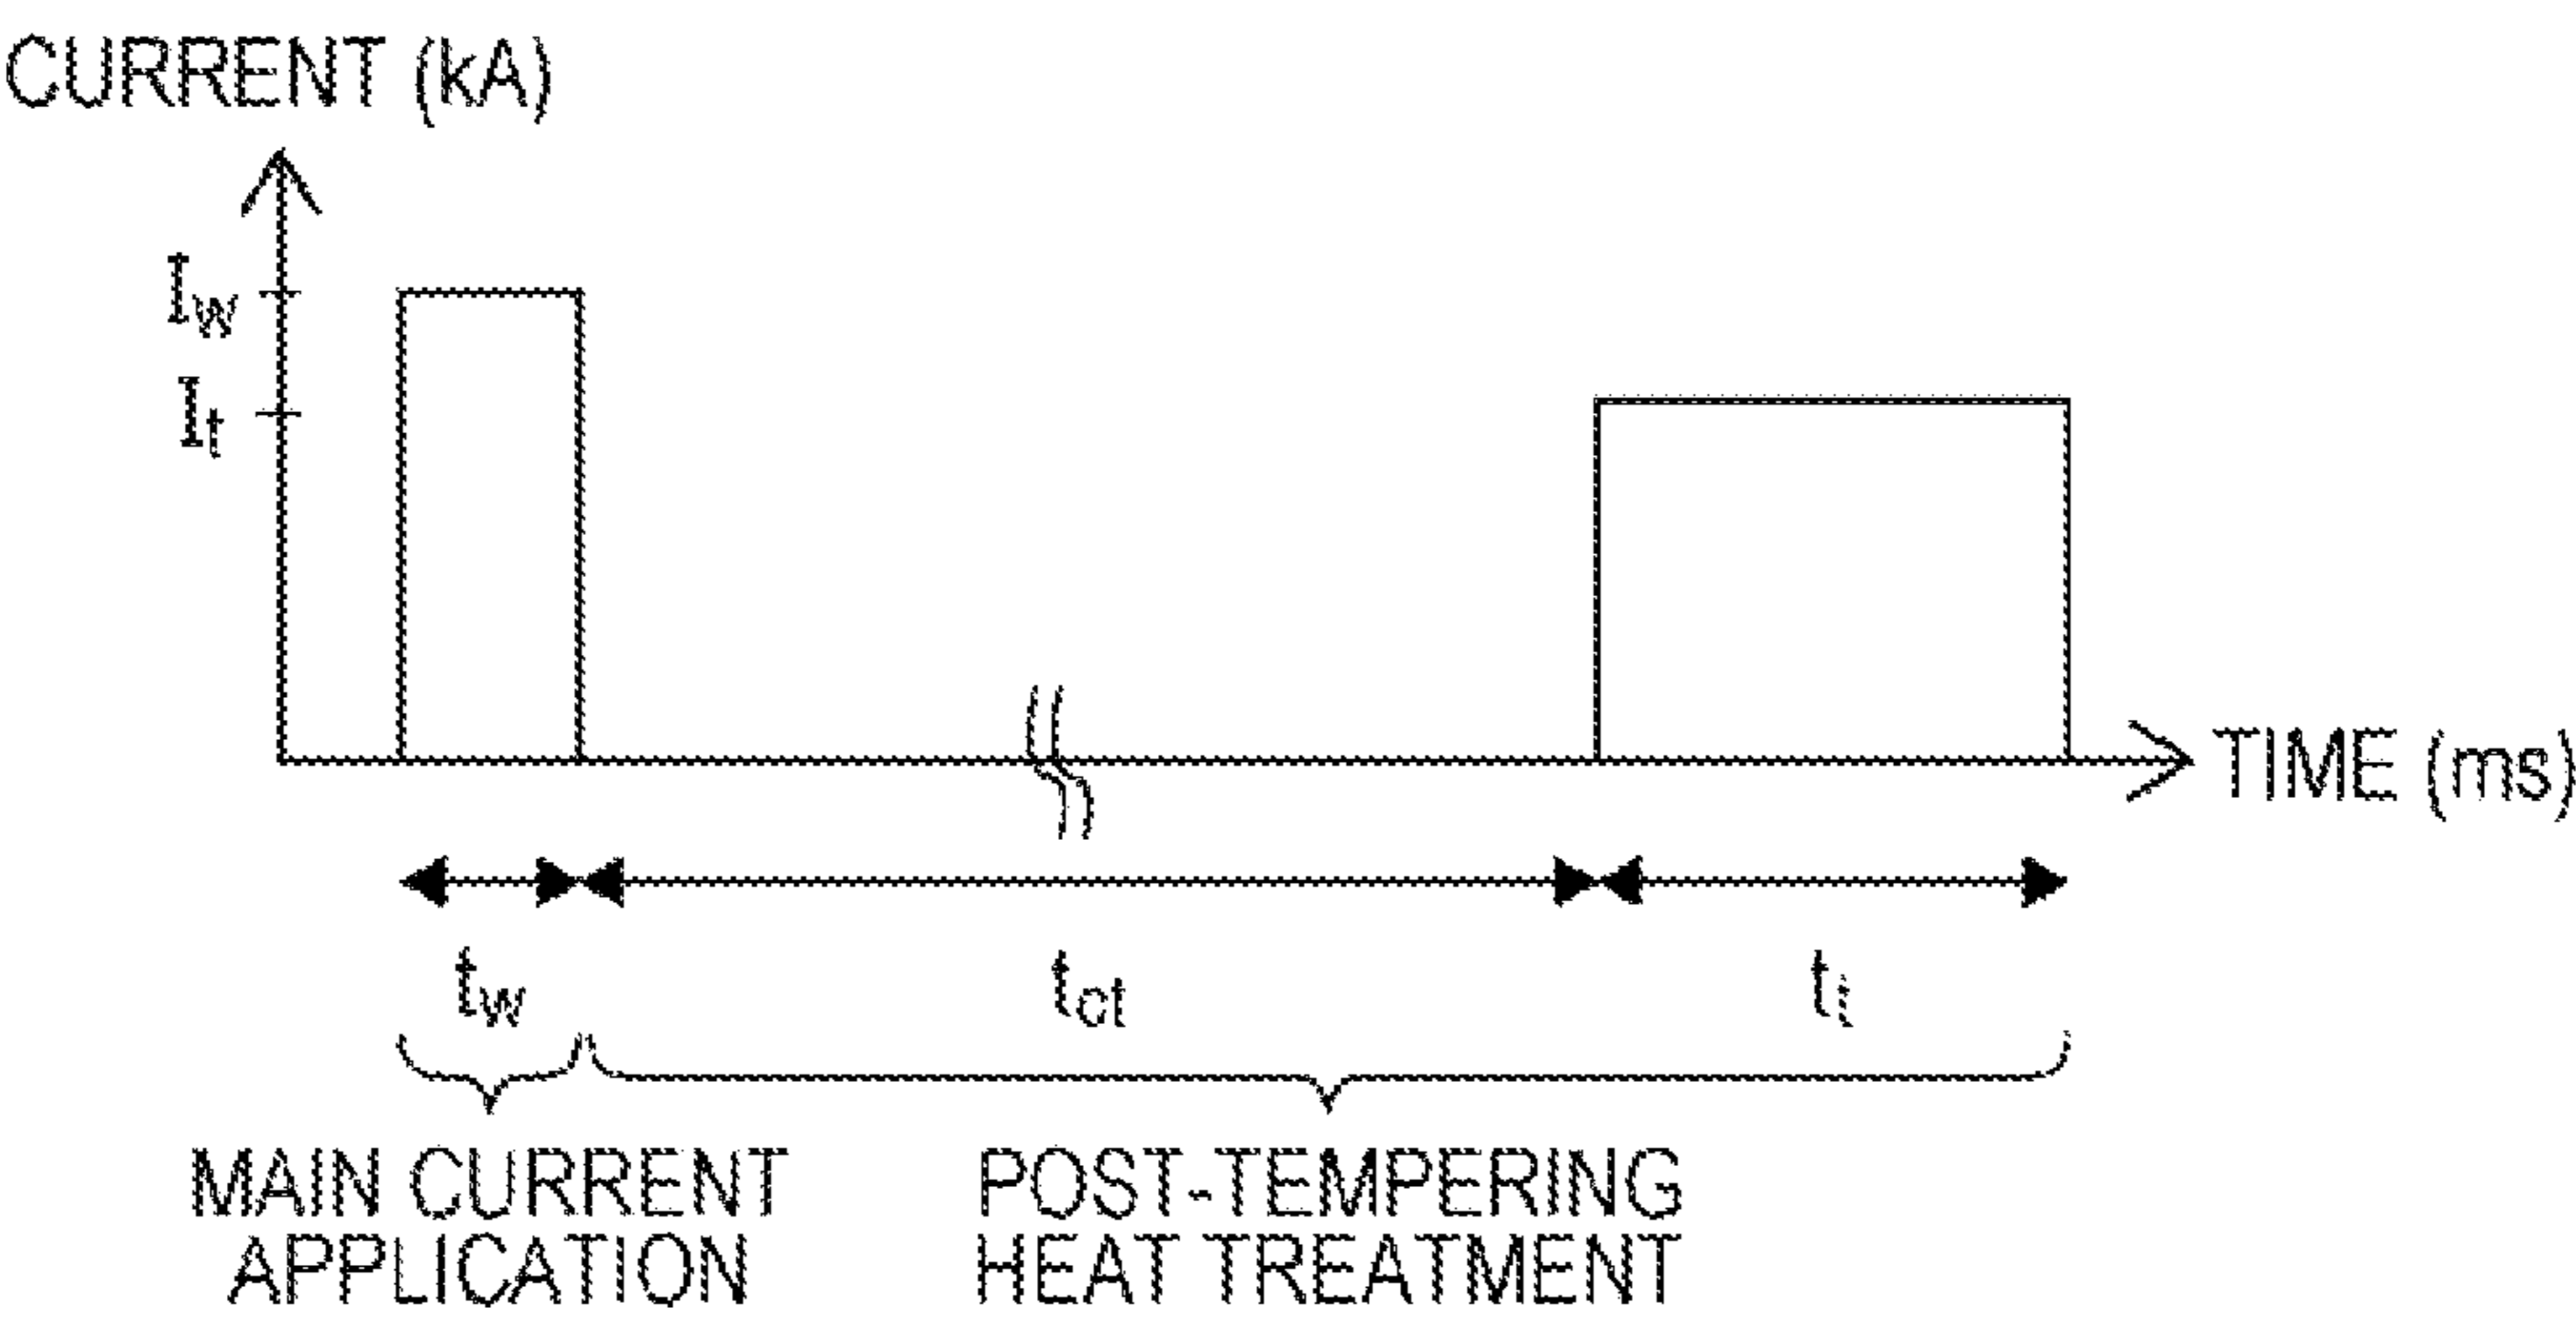 CURRENT (kA)
Iw
It
TIME (ms)
tw tct tt
MAIN CURRENT
APPLICATION
POST-TEMPERING
HEAT TREATMENT